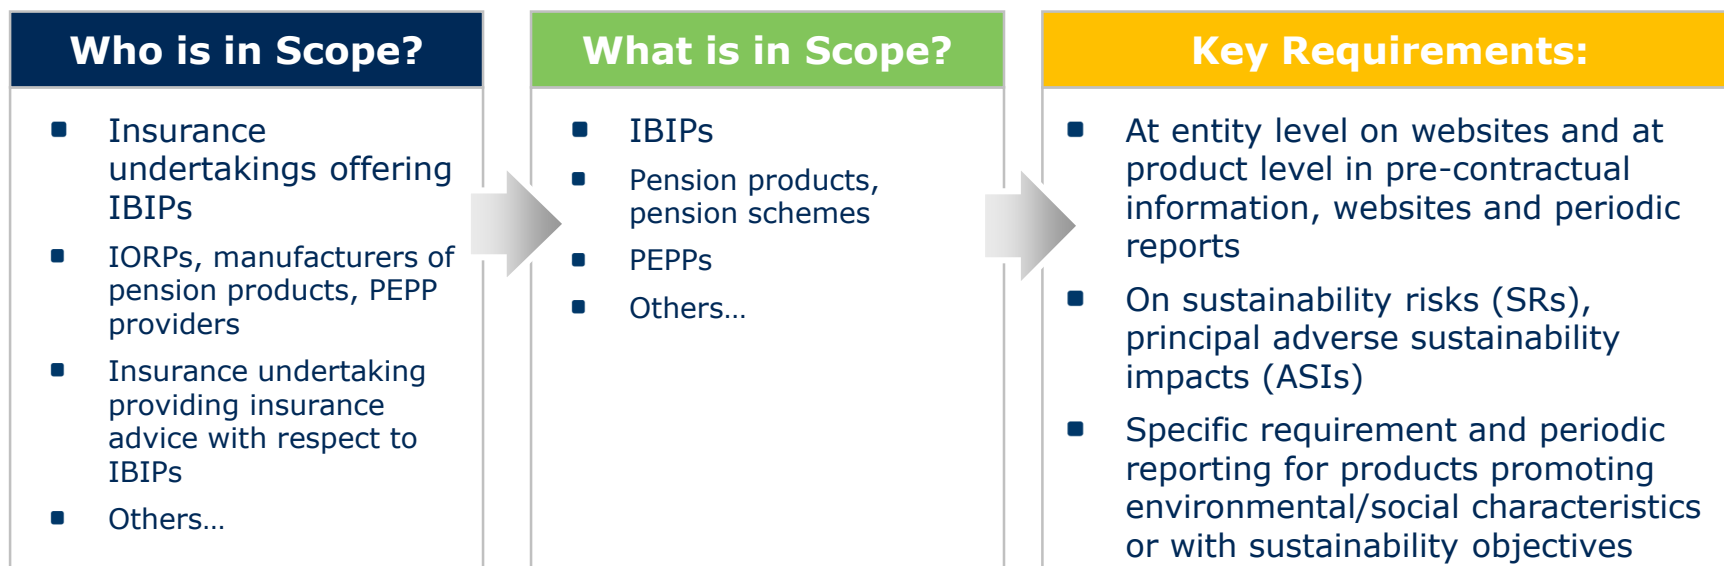 Who is in Scope?
Insurance
undertakings offering
IBIPs
IORPs, manufacturers of
pension products, PEPP
providers
Insurance undertaking
providing insurance
advice with respect to
IBIPs
Others…
What is in Scope?
IBIPs
Pension products,
pension schemes
PEPPs
Others…
Key Requirements:
At entity level on websites and at
product level in pre-contractual
information, websites and periodic
reports
On sustainability risks (SRs),
principal adverse sustainability
impacts (ASIs)
Specific requirement and periodic
reporting for products promoting
environmental/social characteristics
or with sustainability objectives